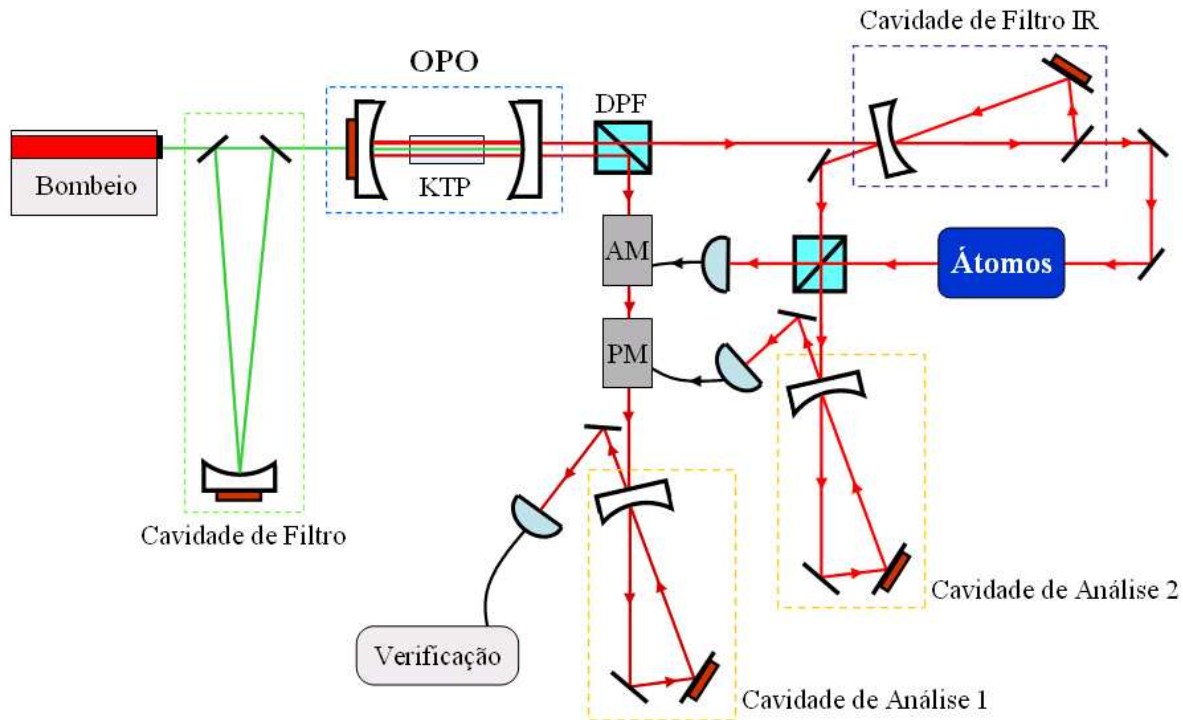 Cavidade de Filtro IR
OPO
DPF
Bombeio
KTP
AM
Átomos
PM
Cavidade de Filtro
Cavidade de Análise 2
Verificação
Cavidade de Análise 1